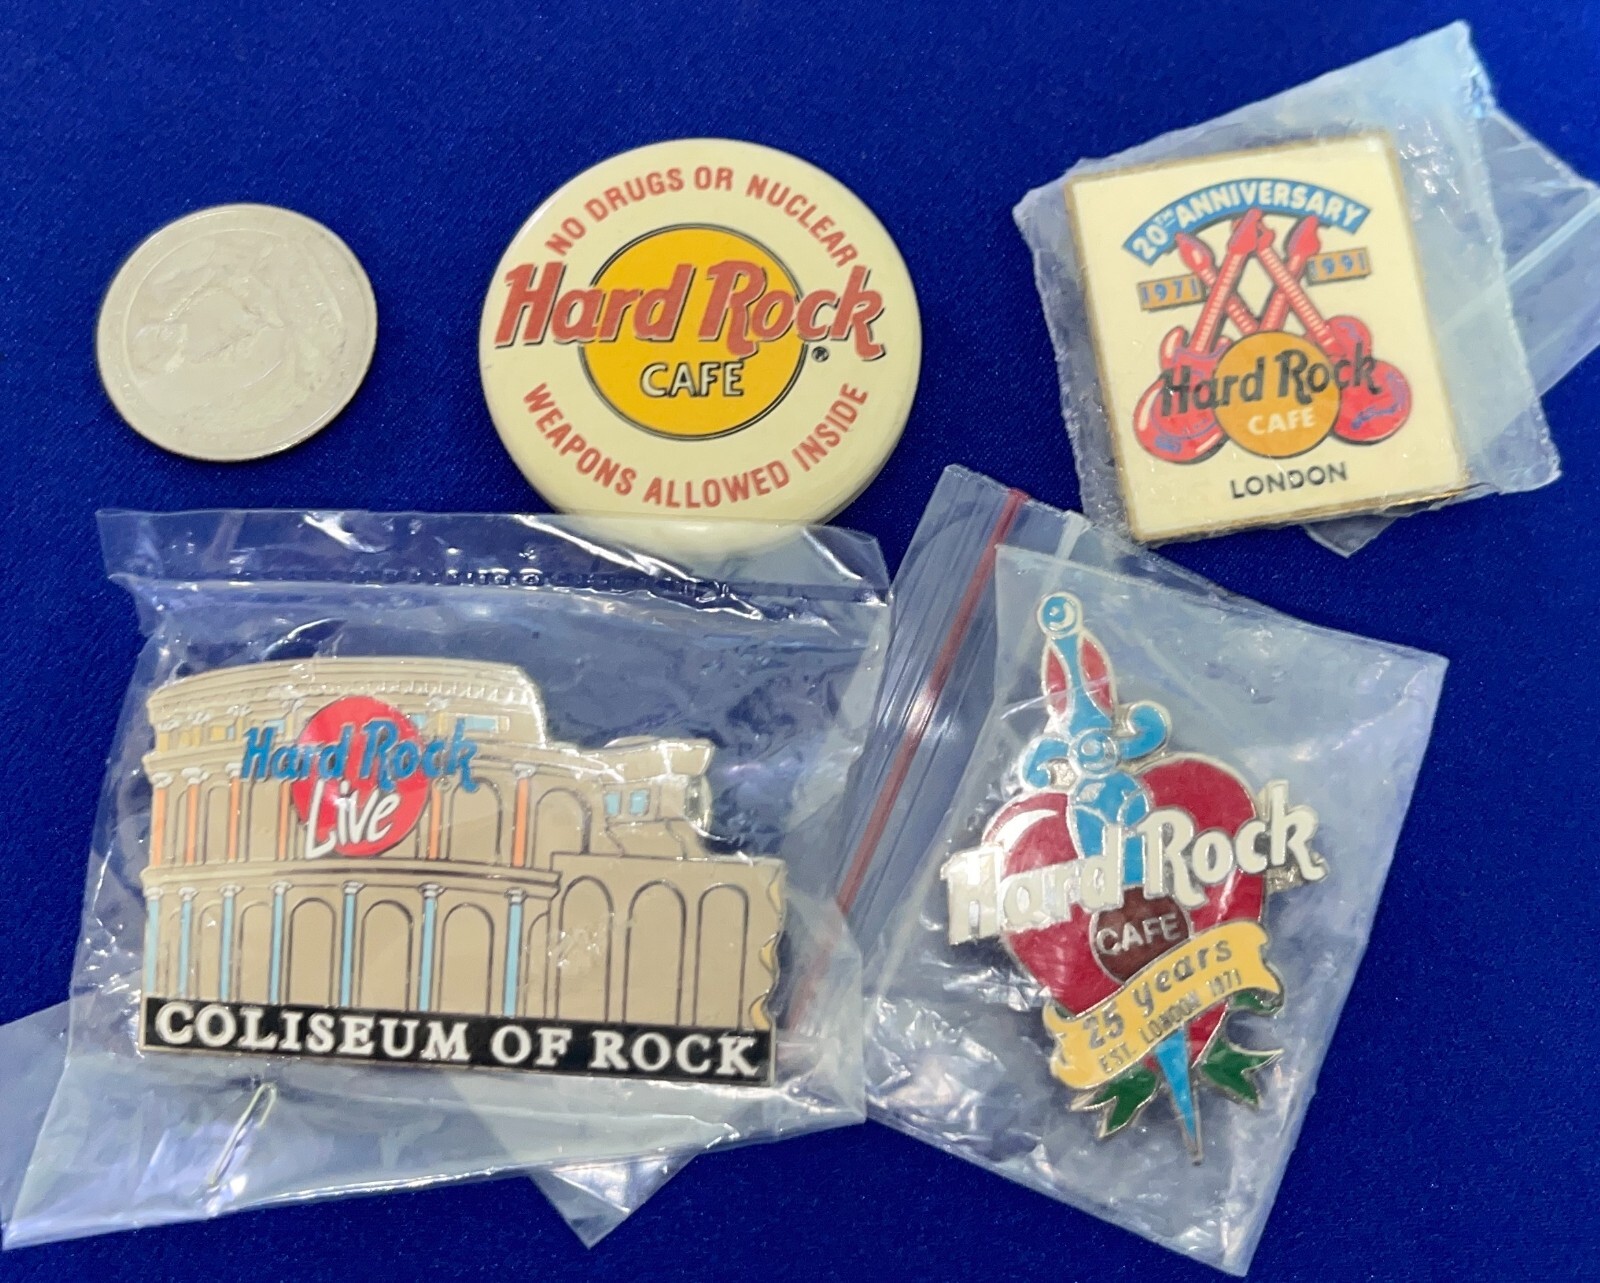 NO DRUGS OR NUCLEAR
Hard Rock
®
CAFE
WEAPONS ALLOWED INSIDE
20TH ANNIVERSARY
1971 1991
Hard Rock
CAFE
LONDON
Hard Rock
Live
COLISEUM OF ROCK
Hard Rock
CAFE
25 years
EST. LONDON 1971